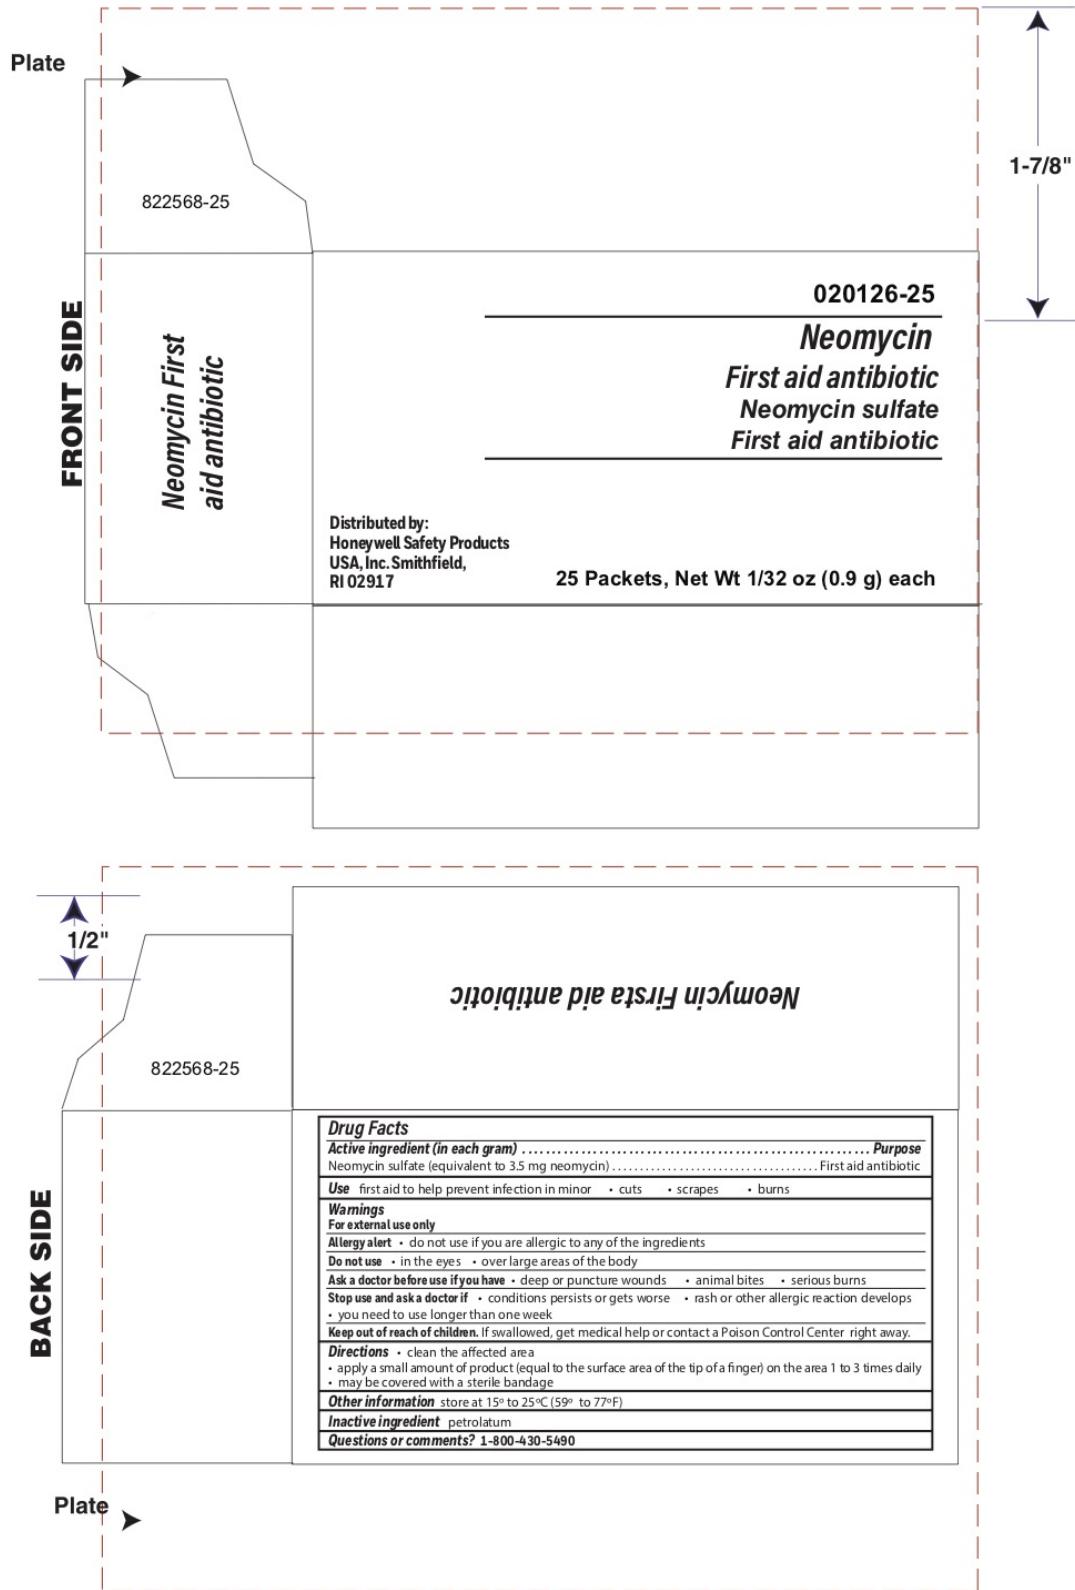 Plate
1-7/8"
822568-25
FRONT SIDE
Neomycin First
aid antibiotic
020126-25
Neomycin
First aid antibiotic
Neomycin sulfate
First aid antibiotic
Distributed by:
Honeywell Safety Products
USA, Inc. Smithfield,
RI 02917
25 Packets, Net Wt 1/32 oz (0.9 g) each
1/2"
Neomycin Firsta aid antibiotic
822568-25
BACK SIDE
Drug Facts
Active ingredient (in each gram) ............................................................ Purpose
Neomycin sulfate (equivalent to 3.5 mg neomycin) ..................................... First aid antibiotic
Use first aid to help prevent infection in minor • cuts • scrapes • burns
Warnings
For external use only
Allergy alert • do not use if you are allergic to any of the ingredients
Do not use • in the eyes • over large areas of the body
Ask a doctor before use if you have • deep or puncture wounds • animal bites • serious burns
Stop use and ask a doctor if • conditions persists or gets worse • rash or other allergic reaction develops
• you need to use longer than one week
Keep out of reach of children. If swallowed, get medical help or contact a Poison Control Center right away.
Directions • clean the affected area
• apply a small amount of product (equal to the surface area of the tip of a finger) on the area 1 to 3 times daily
• may be covered with a sterile bandage
Other information store at 15º to 25ºC (59º to 77ºF)
Inactive ingredient petrolatum
Questions or comments? 1-800-430-5490
Plate